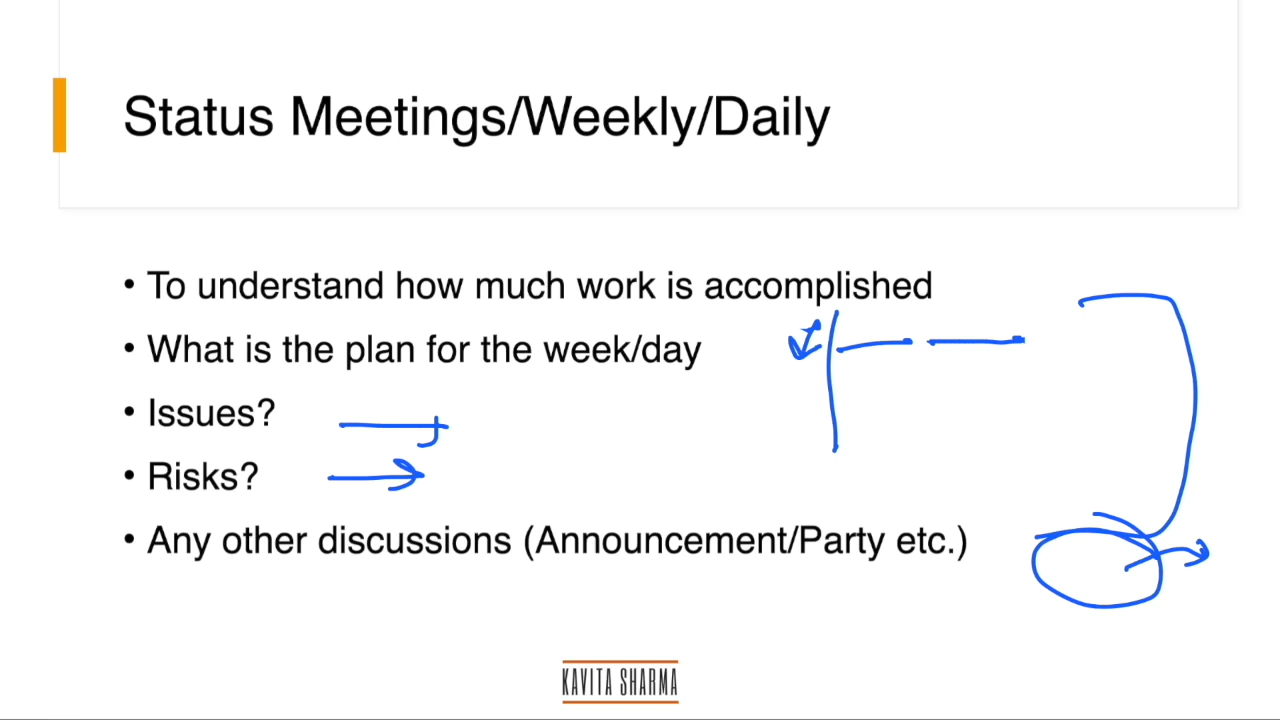 Status Meetings/Weekly/Daily
• To understand how much work is accomplished
• What is the plan for the week/day
• Issues?
• Risks?
• Any other discussions (Announcement/Party etc.)
KAVITA SHARMA